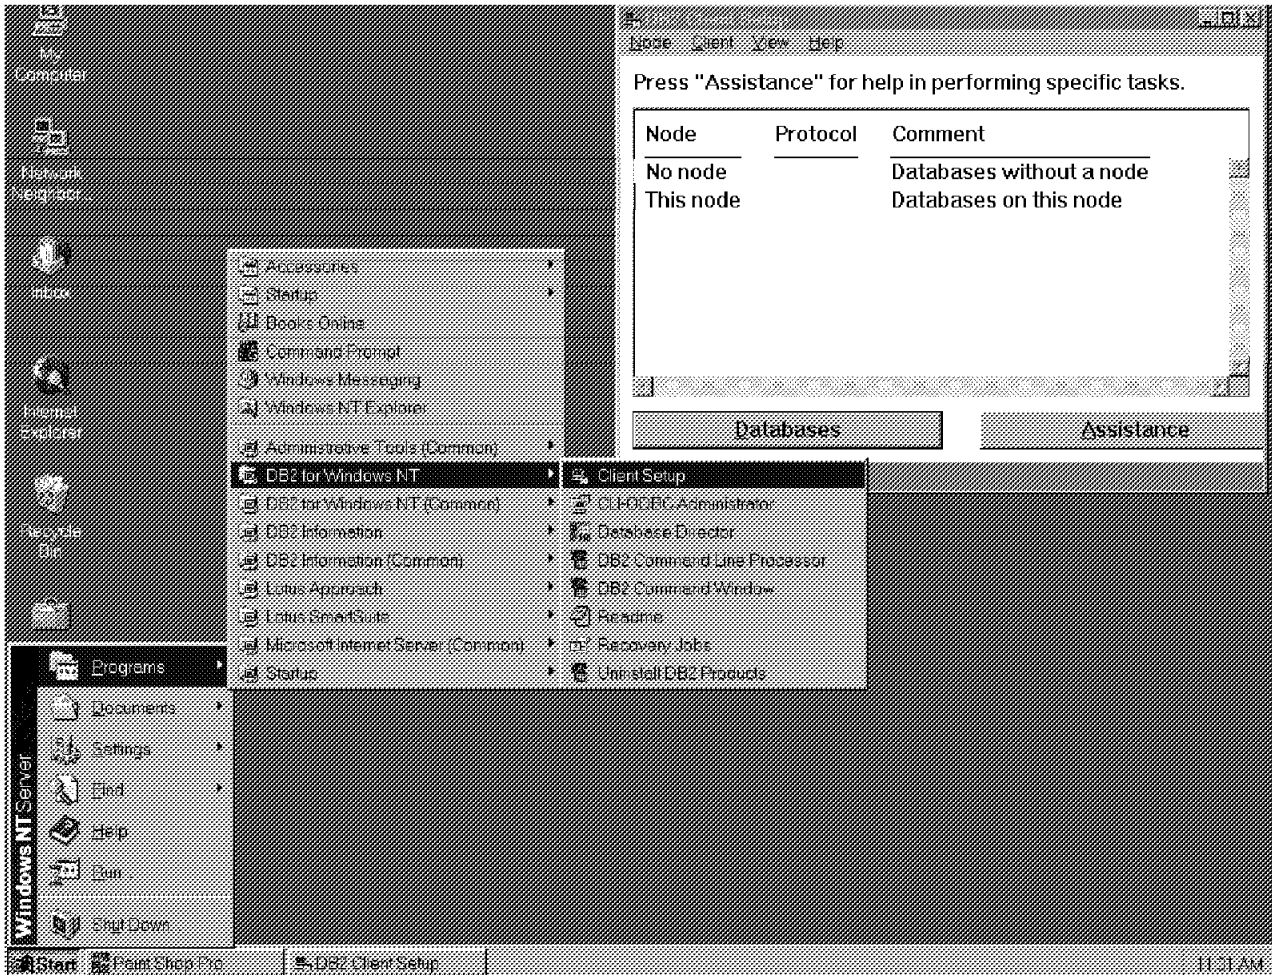 My
Computer
Network
Neighbor...
Inbox
Internet
Explorer
Recycle
Bin
DB2 Client Setup
Node Client View Help
Press "Assistance" for help in performing specific tasks.
Node Protocol Comment
No node Databases without a node
This node Databases on this node
Databases Assistance
Accessories
Startup
Books Online
Command Prompt
Windows Messaging
Windows NT Explorer
Administrative Tools (Common)
DB2 for Windows NT
DB2 for Windows NT (Common)
DB2 Information
DB2 Information (Common)
Lotus Approach
Lotus SmartSuite
Microsoft Internet Server (Common)
Startup
Client Setup
CLI-ODBC Administrator
Database Director
DB2 Command Line Processor
DB2 Command Window
Readme
Recovery Jobs
Uninstall DB2 Products
Programs
Documents
Settings
Find
Help
Run...
Shut Down...
Windows NT Server
Start Paint Shop Pro DB2 Client Setup